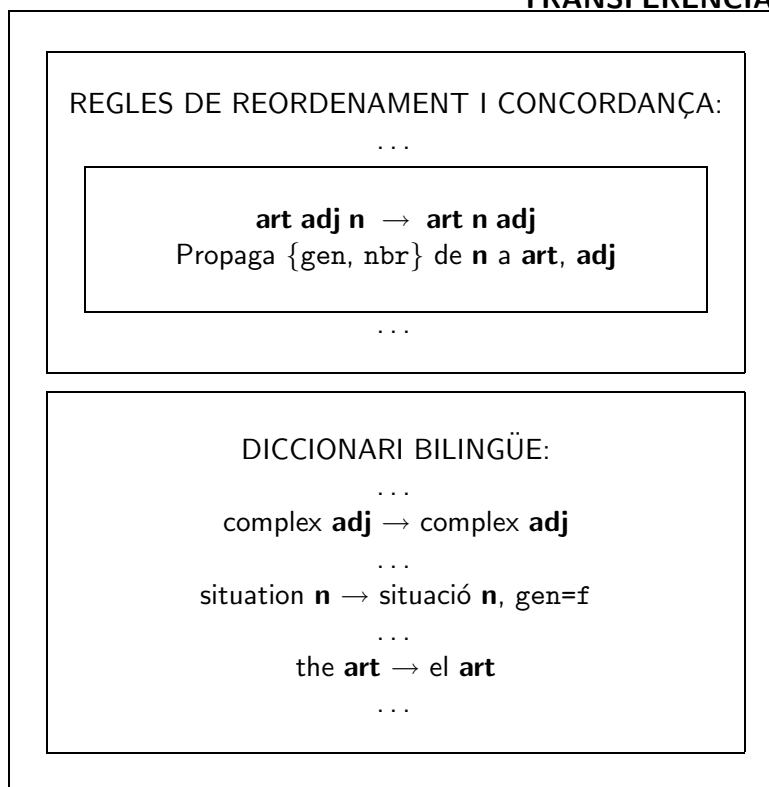 TRANSFERÈNCIA
REGLES DE REORDENAMENT I CONCORDANÇA:
...
art adj n → art n adj
Propaga {gen, nbr} de n a art, adj
...
DICCIONARI BILINGÜE:
...
complex adj → complex adj
...
situation n → situació n, gen=f
...
the art → el art
...